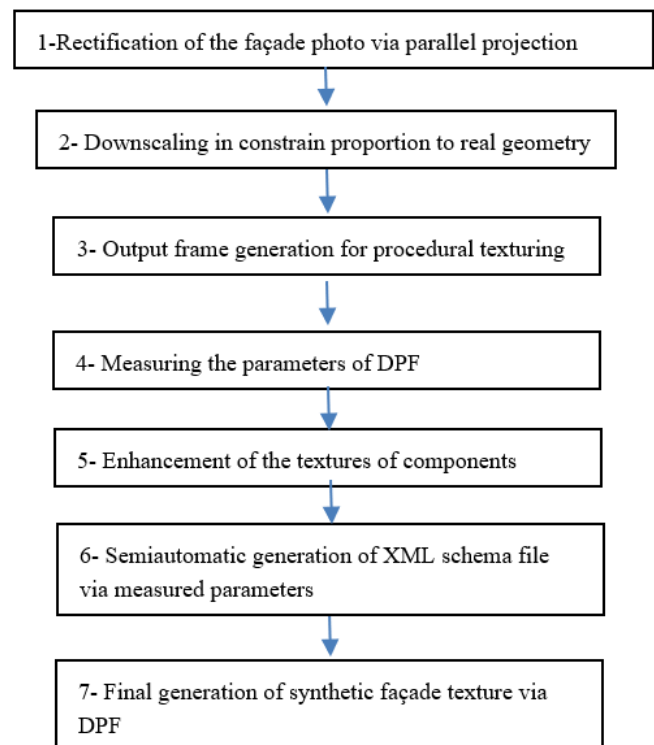 1-Rectification of the façade photo via parallel projection
2- Downscaling in constrain proportion to real geometry
3- Output frame generation for procedural texturing
4- Measuring the parameters of DPF
5- Enhancement of the textures of components
6- Semiautomatic generation of XML schema file
via measured parameters
7- Final generation of synthetic façade texture via
DPF